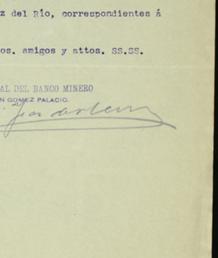 z del Río, correspondientes á
os. amigos y attos. SS.SS.
AL DEL BANCO MINERO
N GOMEZ PALACIO.